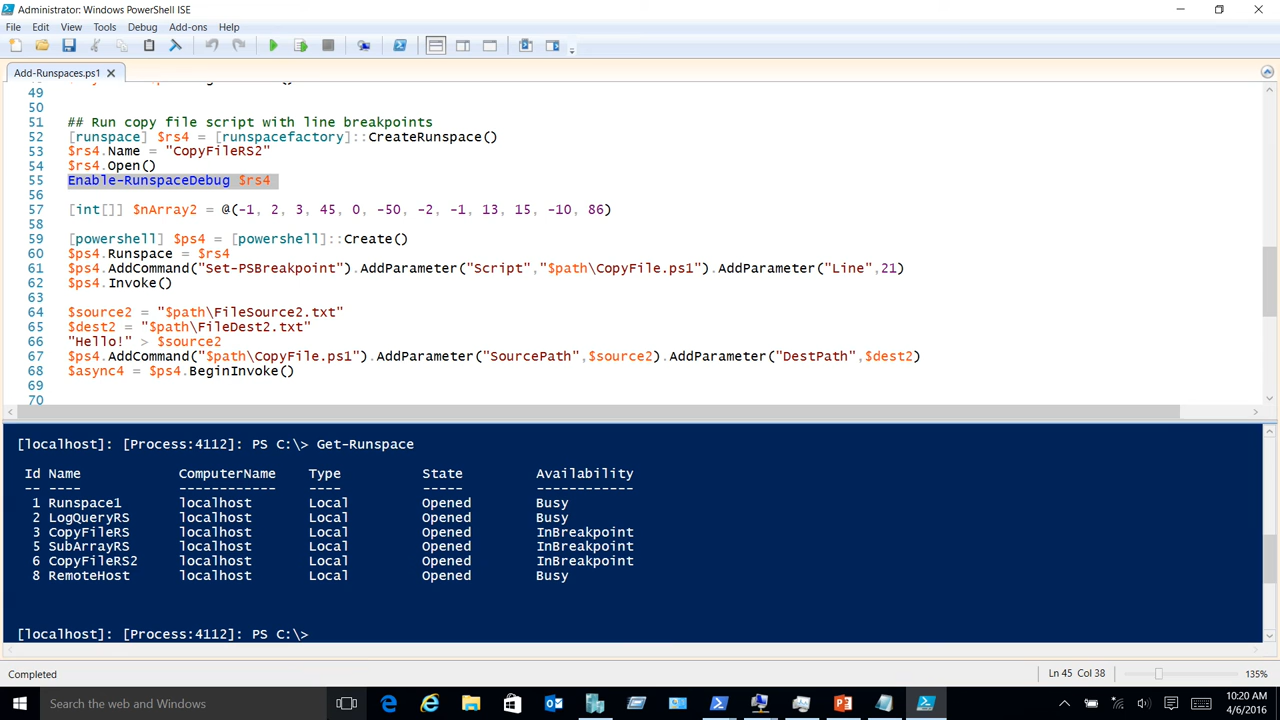 Administrator: Windows PowerShell ISE
File Edit View Tools Debug Add-ons Help
Add-Runspaces.ps1
49
50
51 ## Run copy file script with line breakpoints
52 [runspace] $rs4 = [runspacefactory]::CreateRunspace()
53 $rs4.Name = "CopyFileRS2"
54 $rs4.Open()
55 Enable-RunspaceDebug $rs4
56
57 [int[]] $nArray2 = @(-1, 2, 3, 45, 0, -50, -2, -1, 13, 15, -10, 86)
58
59 [powershell] $ps4 = [powershell]::Create()
60 $ps4.Runspace = $rs4
61 $ps4.AddCommand("Set-PSBreakpoint").AddParameter("Script","$path\CopyFile.ps1").AddParameter("Line",21)
62 $ps4.Invoke()
63
64 $source2 = "$path\FileSource2.txt"
65 $dest2 = "$path\FileDest2.txt"
66 "Hello!" > $source2
67 $ps4.AddCommand("$path\CopyFile.ps1").AddParameter("SourcePath",$source2).AddParameter("DestPath",$dest2)
68 $async4 = $ps4.BeginInvoke()
69
70
[localhost]: [Process:4112]: PS C:\> Get-Runspace
Id Name ComputerName Type State Availability
-- ---- ------------ ---- ----- ------------
1 Runspace1 localhost Local Opened Busy
2 LogQueryRS localhost Local Opened Busy
3 CopyFileRS localhost Local Opened InBreakpoint
5 SubArrayRS localhost Local Opened InBreakpoint
6 CopyFileRS2 localhost Local Opened InBreakpoint
8 RemoteHost localhost Local Opened Busy
[localhost]: [Process:4112]: PS C:\>
Completed Ln 45 Col 38 135%
Search the web and Windows
10:20 AM
4/6/2016